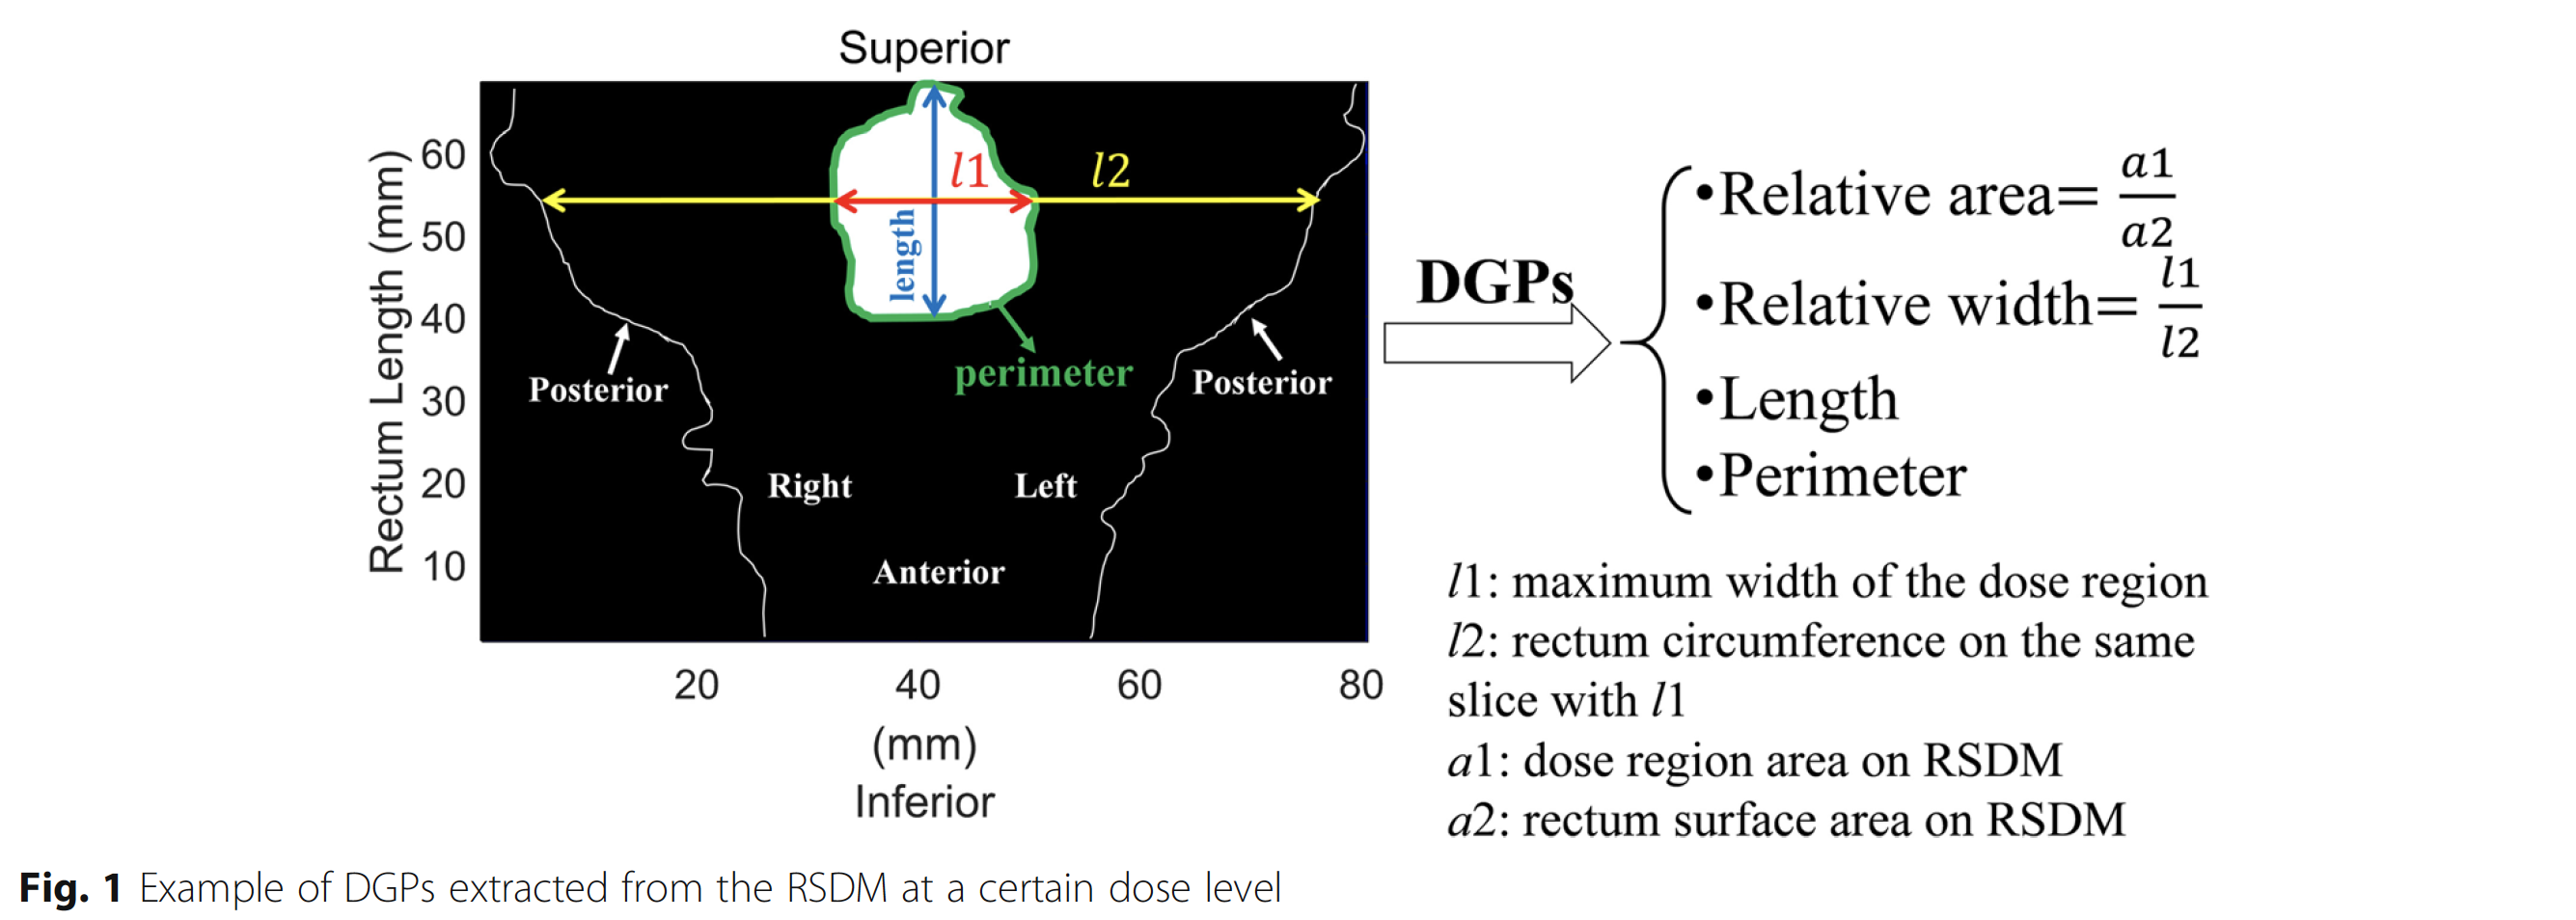 Superior
Rectum Length (mm)
60
50
40
30
20
10
l1
l2
length
perimeter
Posterior
Posterior
Right
Left
Anterior
20
40
60
80
(mm)
Inferior
DGPs
•Relative area= a1/a2
•Relative width= l1/l2
•Length
•Perimeter
l1: maximum width of the dose region
l2: rectum circumference on the same
slice with l1
a1: dose region area on RSDM
a2: rectum surface area on RSDM
Fig. 1 Example of DGPs extracted from the RSDM at a certain dose level